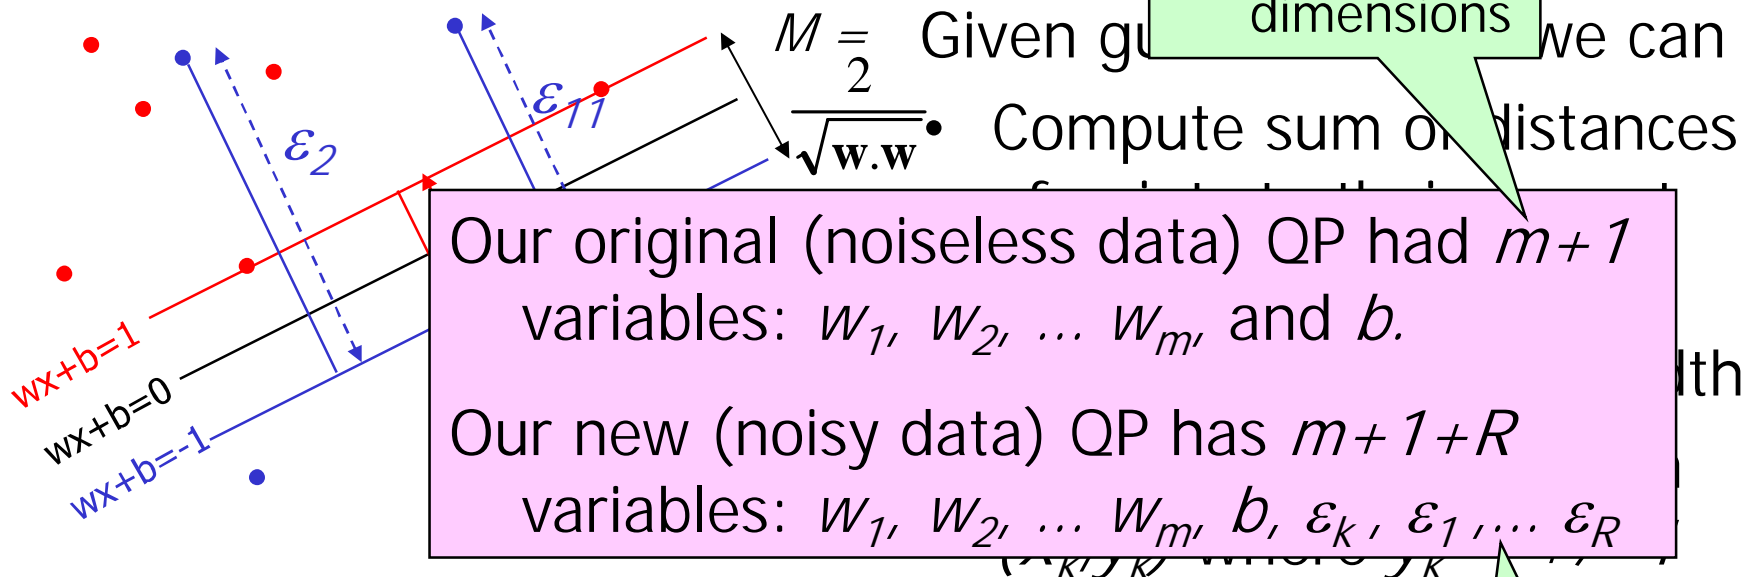 dimensions
M =
2
√w.w
Given we can
• Compute sum distances
ε2
ε11
Our original (noiseless data) QP had m+1
variables: w1, w2, … wm, and b.
Our new (noisy data) QP has m+1+R
variables: w1, w2, … wm, b, εk , ε1 ,… εR
wx+b=1
wx+b=0
wx+b=-1